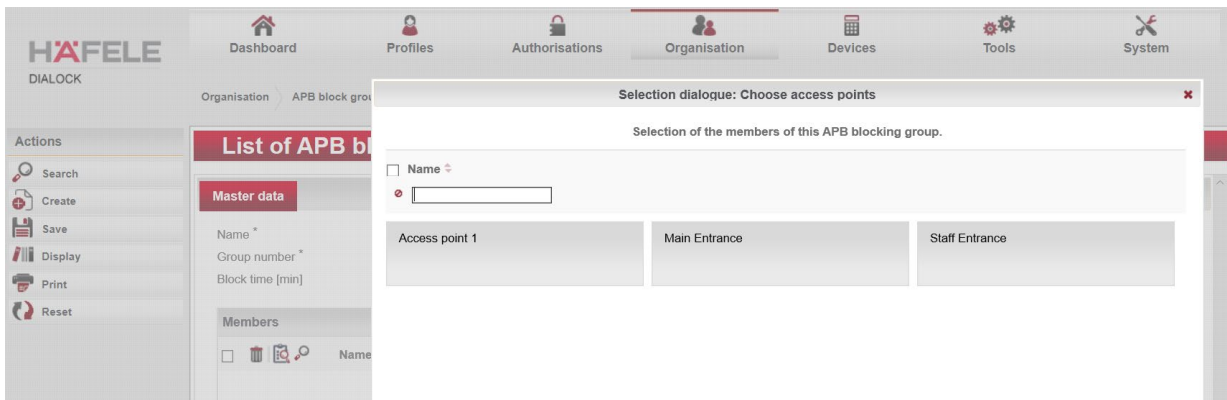 HÄFELE
DIALOCK
Dashboard
Profiles
Authorisations
Organisation
Devices
Tools
System
Organisation
APB block grou
Selection dialogue: Choose access points
Selection of the members of this APB blocking group.
Actions
Search
Create
Save
Display
Print
Reset
List of APB bl
Master data
Name *
Group number *
Block time [min]
Members
Name
Name
Access point 1
Main Entrance
Staff Entrance